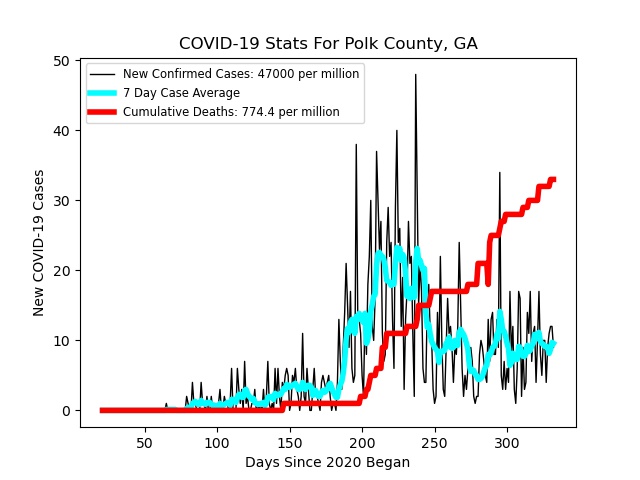 COVID-19 Stats For Polk County, GA
New Confirmed Cases: 47000 per million
7 Day Case Average
Cumulative Deaths: 774.4 per million
New COVID-19 Cases
50
40
30
20
10
0
50 100 150 200 250 300
Days Since 2020 Began